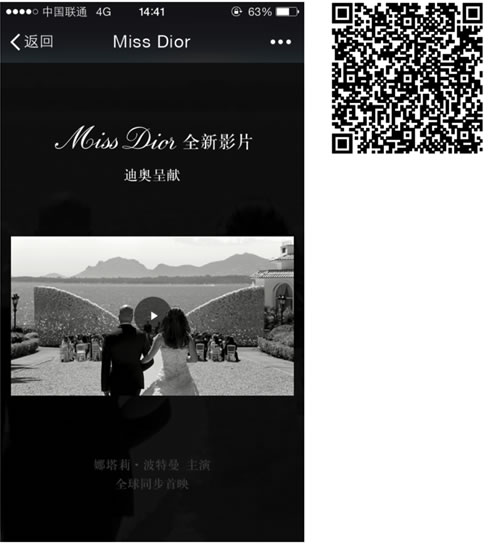 中国联通 4G 14:41 63%
返回 Miss Dior
Miss Dior 全新影片
迪奥呈献
娜塔莉·波特曼 主演
全球同步首映